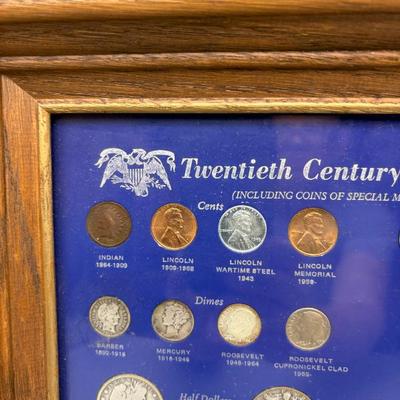 Twentieth Century
(INCLUDING COINS OF SPECIAL M
Cents
INDIAN
1864-1909
LINCOLN
1909-1958
LINCOLN
WARTIME STEEL
1943
LINCOLN
MEMORIAL
1959-
Dimes
BARBER
1892-1916
MERCURY
1916-1945
ROOSEVELT
1946-1964
ROOSEVELT
CUPRONICKEL CLAD
1965-
Half Dollars